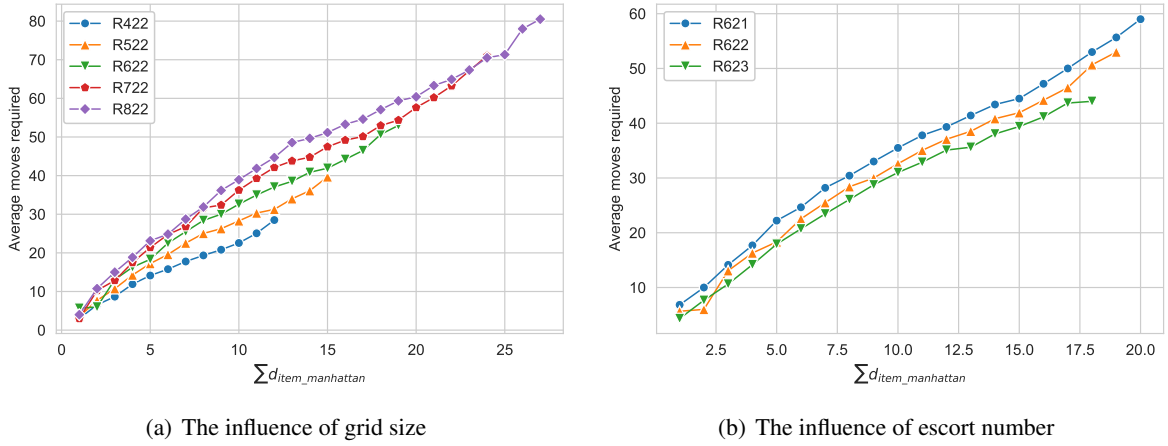 R422
R522
R622
R722
R822
Average moves required
80
70
60
50
40
30
20
10
0
0 5 10 15 20 25
∑d_item_manhattan
(a) The influence of grid size
R621
R622
R623
Average moves required
60
50
40
30
20
10
2.5 5.0 7.5 10.0 12.5 15.0 17.5 20.0
∑d_item_manhattan
(b) The influence of escort number